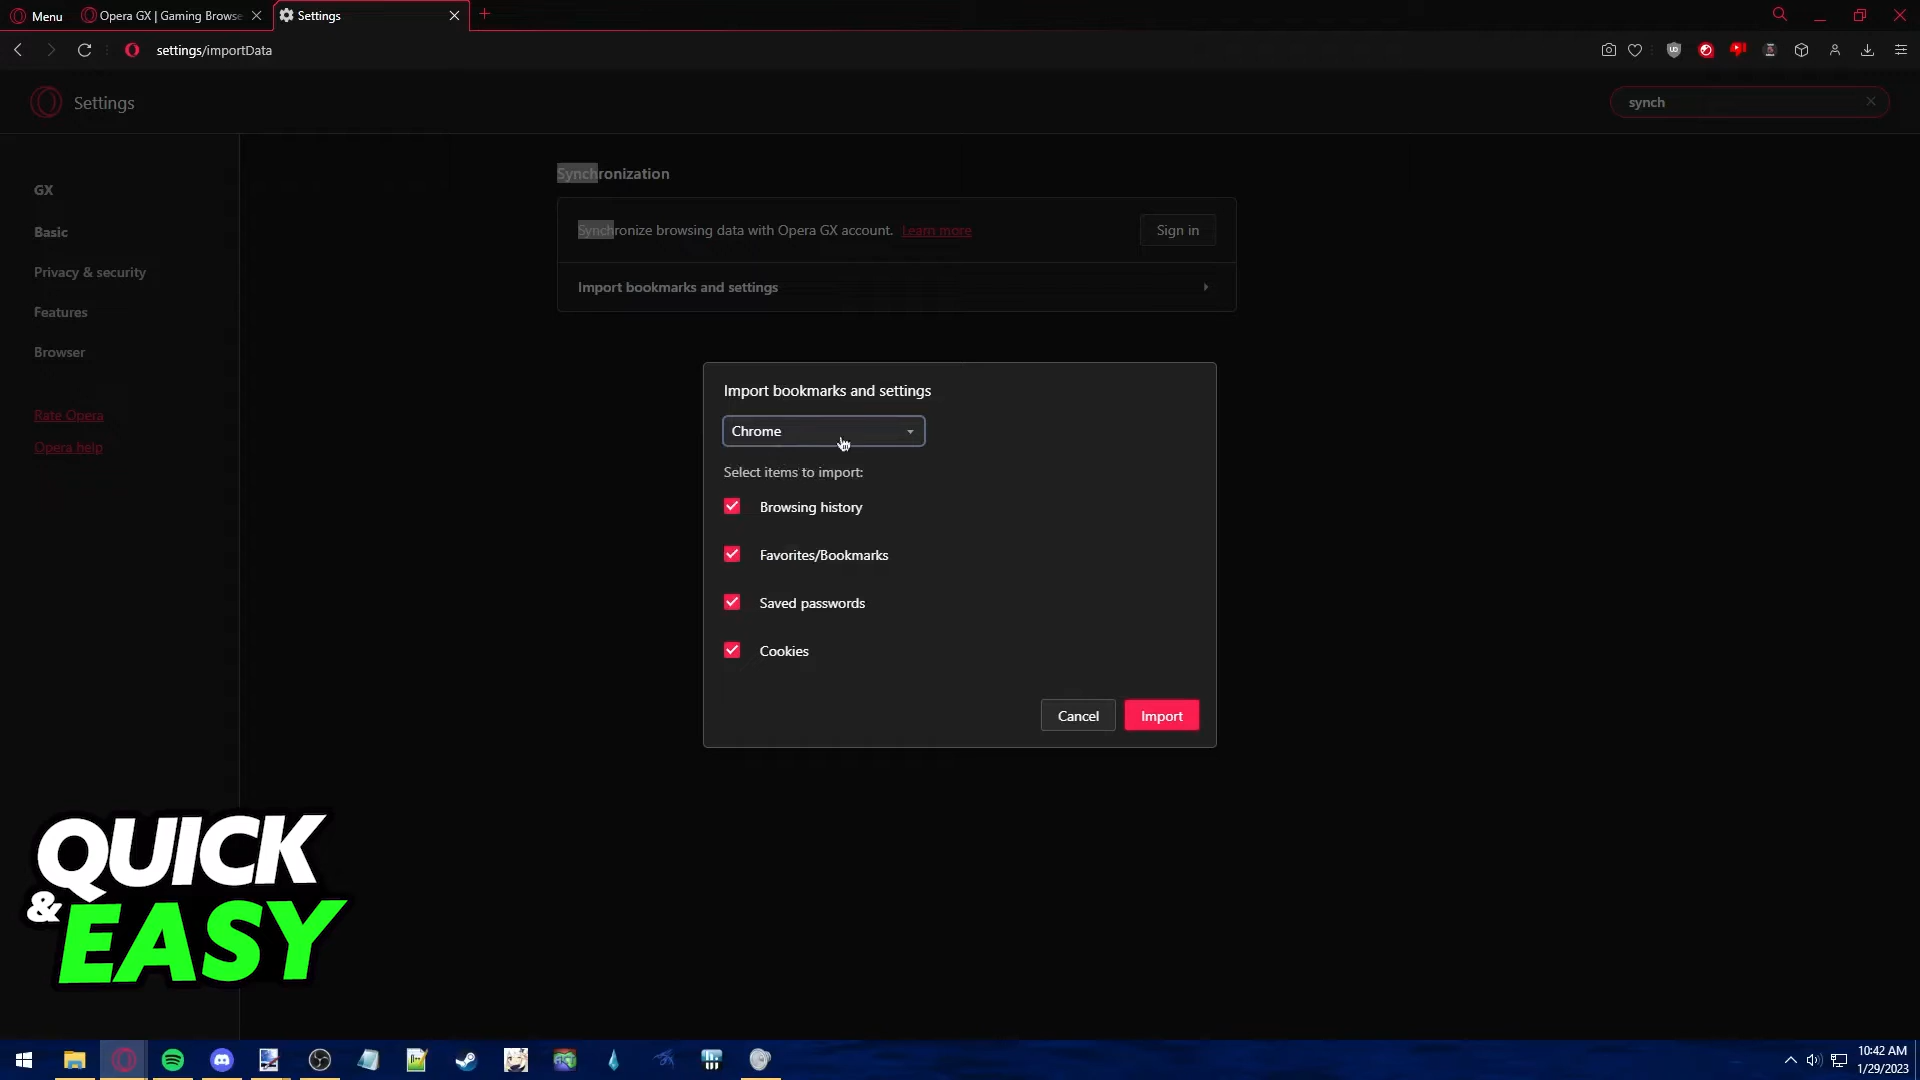 Menu
Opera GX | Gaming Browse
Settings
settings/importData
Settings
synch
GX
Basic
Privacy & security
Features
Browser
Rate Opera
Opera help
Synchronization
Synchronize browsing data with Opera GX account. Learn more
Sign in
Import bookmarks and settings
Import bookmarks and settings
Chrome
Select items to import:
Browsing history
Favorites/Bookmarks
Saved passwords
Cookies
Cancel
Import
QUICK
&
EASY
10:42 AM
1/29/2023